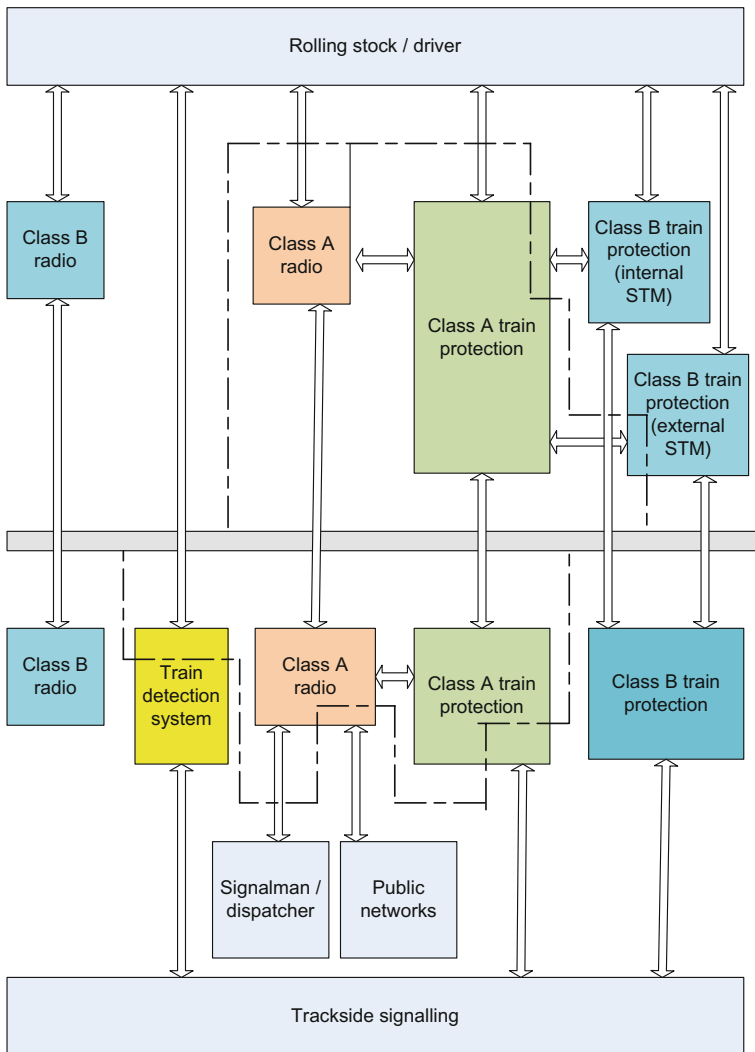 Rolling stock / driver
Class B
radio
Class A
radio
Class A train
protection
Class B train
protection
(internal
STM)
Class B train
protection
(external
STM)
Class B
radio
Train
detection
system
Class A
radio
Class A train
protection
Class B train
protection
Signalman /
dispatcher
Public
networks
Trackside signalling